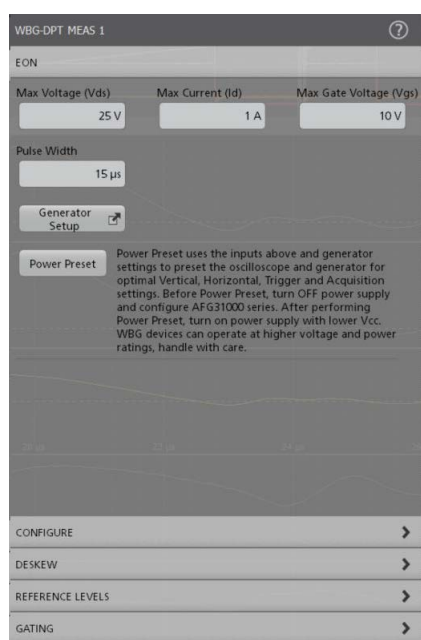 WBG-DPT MEAS 1
?
EON
Max Voltage (Vds) Max Current (Id) Max Gate Voltage (Vgs)
25 V 1 A 10 V
Pulse Width
15 µs
Generator
Setup
Power Preset
Power Preset uses the inputs above and generator
settings to preset the oscilloscope and generator for
optimal Vertical, Horizontal, Trigger and Acquisition
settings. Before Power Preset, turn OFF power supply
and configure AFG31000 series. After performing
Power Preset, turn on power supply with lower Vcc.
WBG devices can operate at higher voltage and power
ratings, handle with care.
CONFIGURE
DESKEW
REFERENCE LEVELS
GATING